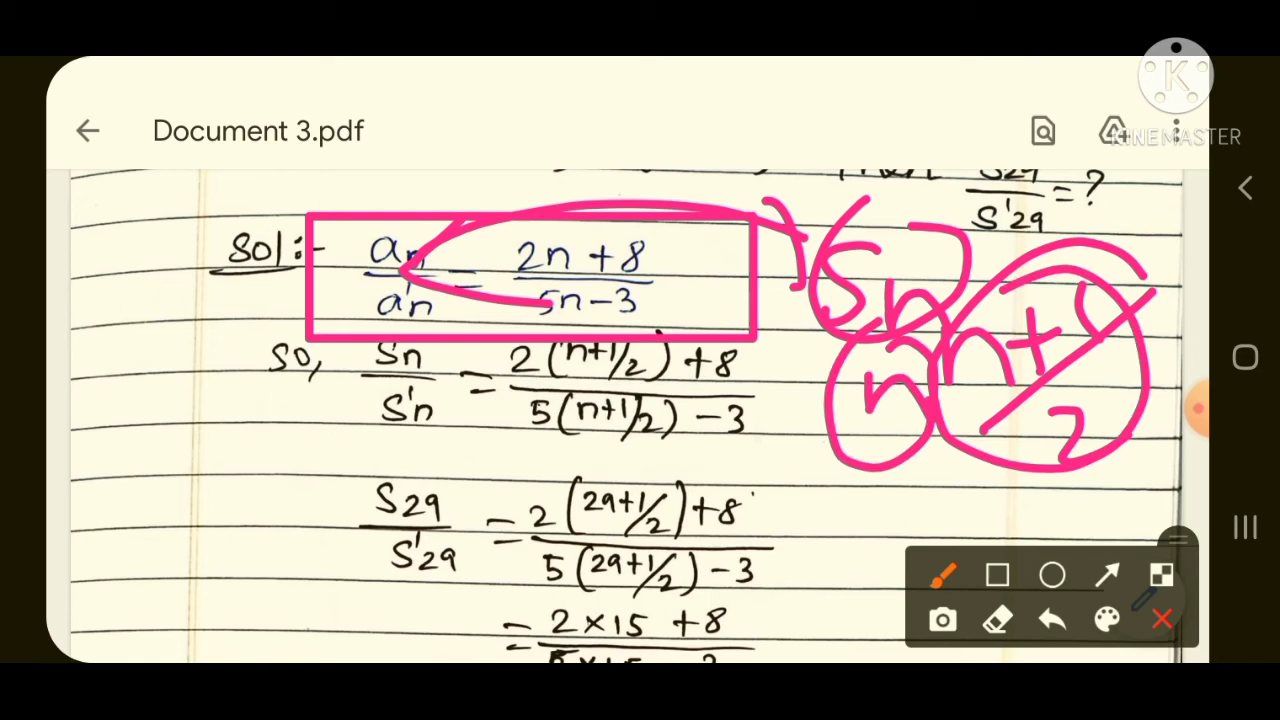 Document 3.pdf
KINEMASTER
S29/S'29 = ?
Sol:- an/a'n = 2n+8/5n-3
So, Sn/S'n = 2(n+1/2)+8/5(n+1/2)-3
Sn
n n+1/2
S29/S'29 = 2(29+1/2)+8/5(29+1/2)-3
= 2×15+8